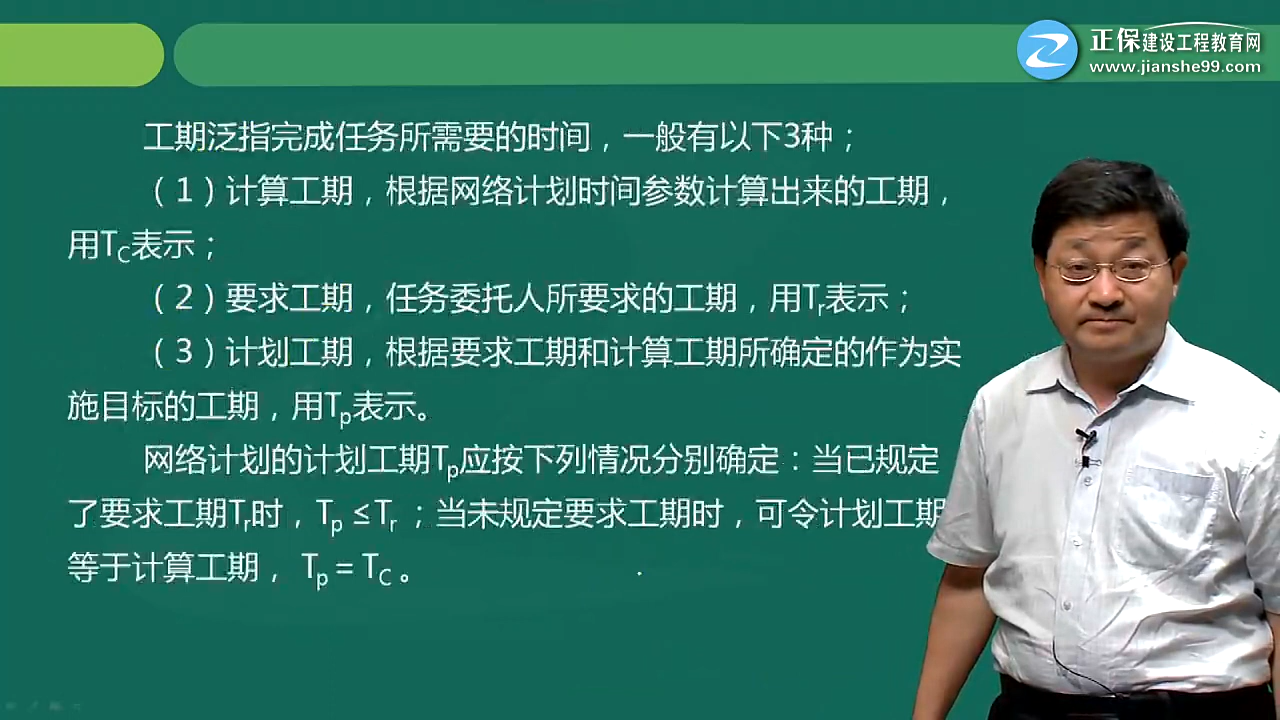 正保建设工程教育网
www.jianshe99.com
工期泛指完成任务所需要的时间，一般有以下3种；
（1）计算工期，根据网络计划时间参数计算出来的工期，
用TC表示；
（2）要求工期，任务委托人所要求的工期，用Tr表示；
（3）计划工期，根据要求工期和计算工期所确定的作为实
施目标的工期，用Tp表示。
网络计划的计划工期Tp应按下列情况分别确定：当已规定
了要求工期Tr时，Tp ≤Tr ；当未规定要求工期时，可令计划工期
等于计算工期， Tp = TC 。